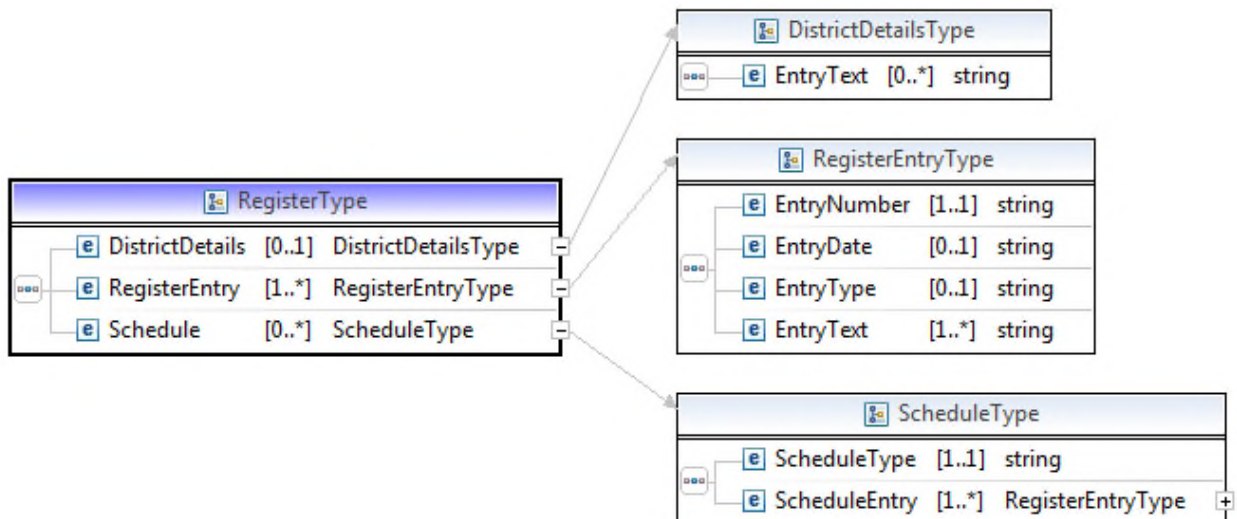 DistrictDetailsType
e EntryText [0..*] string
RegisterEntryType
e EntryNumber [1..1] string
e EntryDate [0..1] string
e EntryType [0..1] string
e EntryText [1..*] string
RegisterType
e DistrictDetails [0..1] DistrictDetailsType
e RegisterEntry [1..*] RegisterEntryType
e Schedule [0..*] ScheduleType
ScheduleType
e ScheduleType [1..1] string
e ScheduleEntry [1..*] RegisterEntryType